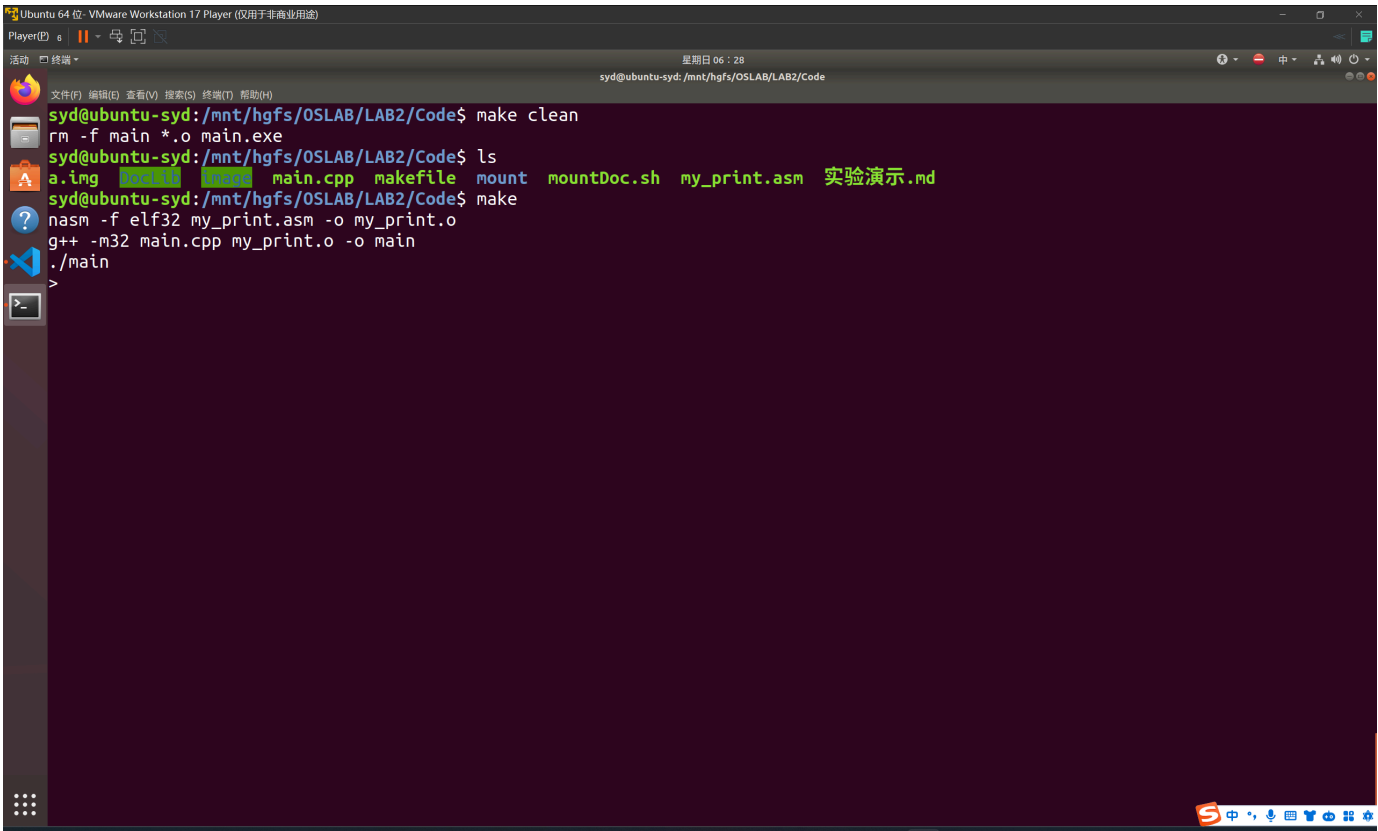 Ubuntu 64 位- VMware Workstation 17 Player (仅用于非商业用途)
Player(P) 6
活动 终端 星期日 06：28 中
syd@ubuntu-syd: /mnt/hgfs/OSLAB/LAB2/Code
文件(F) 编辑(E) 查看(V) 搜索(S) 终端(T) 帮助(H)
syd@ubuntu-syd:/mnt/hgfs/OSLAB/LAB2/Code$ make clean
rm -f main *.o main.exe
syd@ubuntu-syd:/mnt/hgfs/OSLAB/LAB2/Code$ ls
a.img DocLib image main.cpp makefile mount mountDoc.sh my_print.asm 实验演示.md
syd@ubuntu-syd:/mnt/hgfs/OSLAB/LAB2/Code$ make
nasm -f elf32 my_print.asm -o my_print.o
g++ -m32 main.cpp my_print.o -o main
./main
>
中